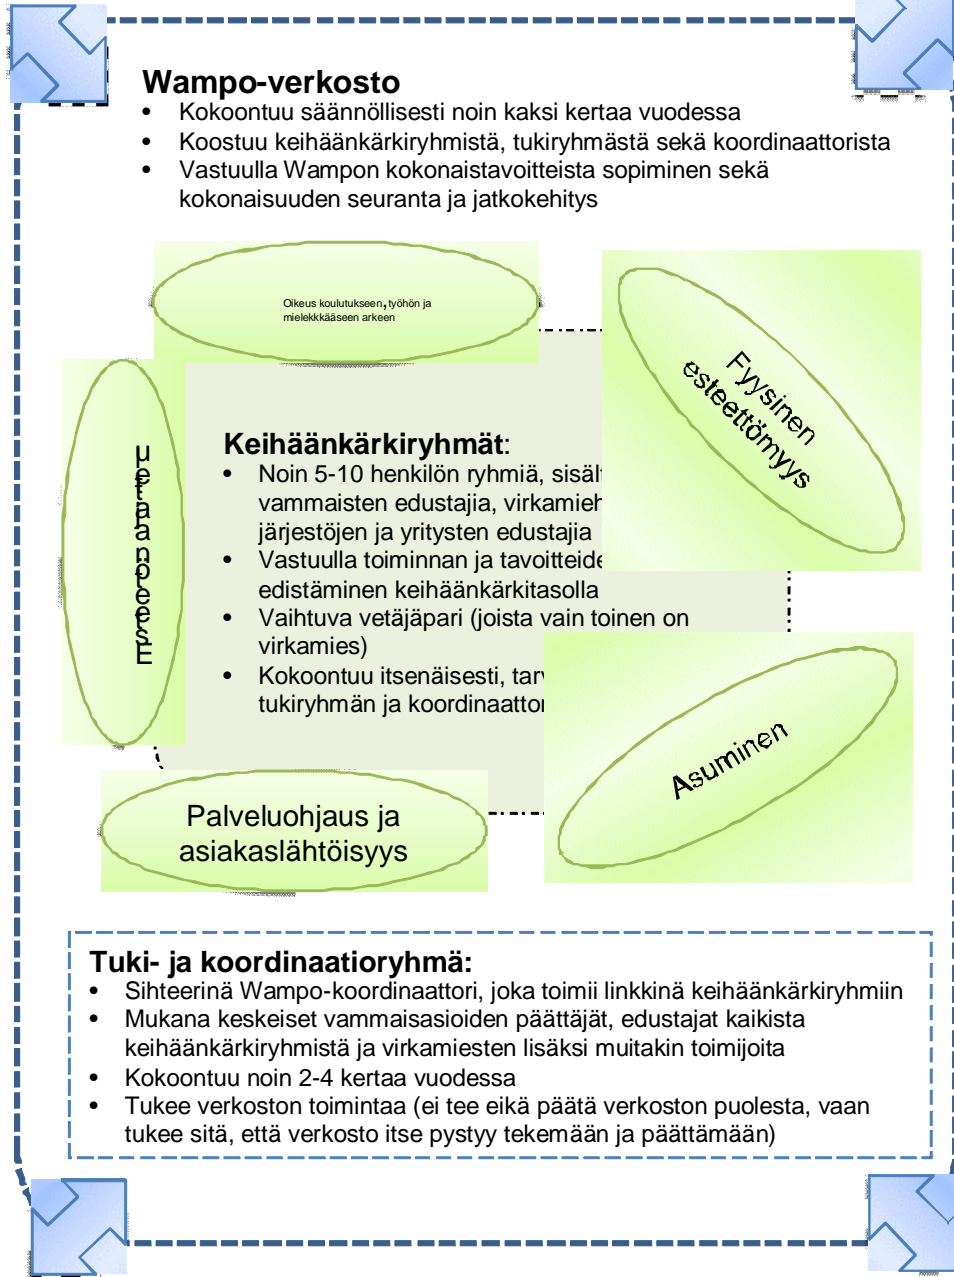 Wampo-verkosto
• Kokoontuu säännöllisesti noin kaksi kertaa vuodessa
• Koostuu keihäänkärkiryhmistä, tukiryhmästä sekä koordinaattorista
• Vastuulla Wampon kokonaistavoitteista sopiminen sekä
kokonaisuuden seuranta ja jatkokehitys
Oikeus koulutukseen, työhön ja
mielekkkääseen arkeen
Fyysinen
esteettömyys
Keihäänkärkiryhmät:
• Noin 5-10 henkilön ryhmiä,
vammaisten edustajia,
järjestöjen ja yritysten edustajia
• Vastuulla toiminnan ja
edistäminen keihäänkärkitasolla
• Vaihtuva vetäjäpari (joista vain toinen on
virkamies)
• Kokoontuu itsenäisesti,
tukiryhmän ja
Asuminen
Palveluohjaus ja
asiakaslähtöisyys
Tuki- ja koordinaatioryhmä:
• Sihteerinä Wampo-koordinaattori, joka toimii linkkinä keihäänkärkiryhmiin
• Mukana keskeiset vammaisasioiden päättäjät, edustajat kaikista
keihäänkärkiryhmistä ja virkamiesten lisäksi muitakin toimijoita
• Kokoontuu noin 2-4 kertaa vuodessa
• Tukee verkoston toimintaa (ei tee eikä päätä verkoston puolesta, vaan
tukee sitä, että verkosto itse pystyy tekemään ja päättämään)